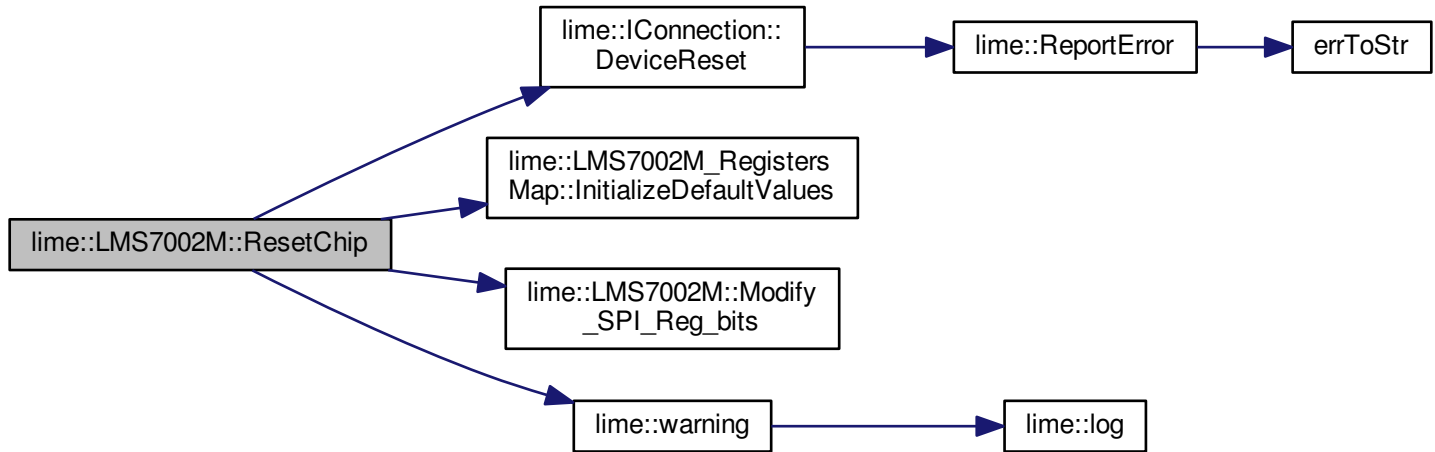 lime::IConnection::
DeviceReset
lime::ReportError
errToStr
lime::LMS7002M_Registers
Map::InitializeDefaultValues
lime::LMS7002M::ResetChip
lime::LMS7002M::Modify
_SPI_Reg_bits
lime::warning
lime::log